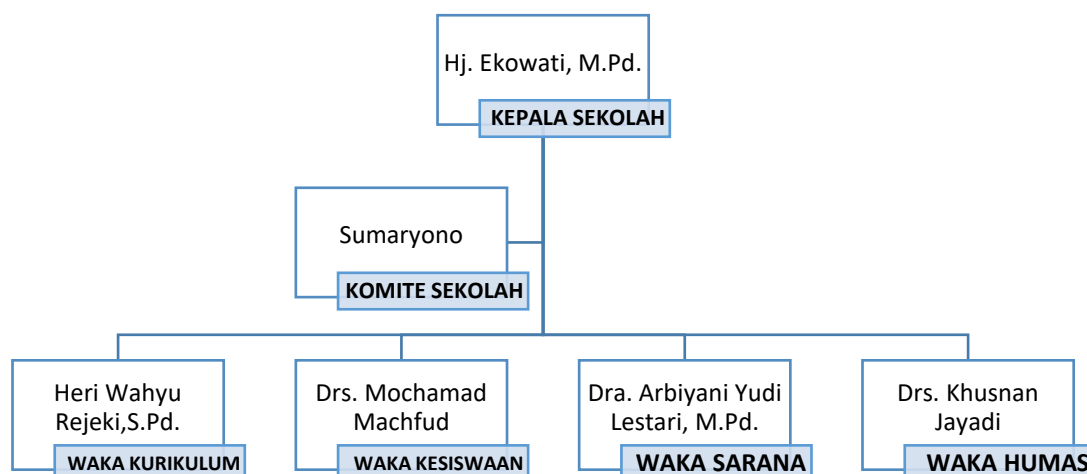 Hj. Ekowati, M.Pd.
KEPALA SEKOLAH
Sumaryono
KOMITE SEKOLAH
Heri Wahyu
Rejeki,S.Pd.
WAKA KURIKULUM
Drs. Mochamad
Machfud
WAKA KESISWAAN
Dra. Arbiyani Yudi
Lestari, M.Pd.
WAKA SARANA
Drs. Khusnan
Jayadi
WAKA HUMAS